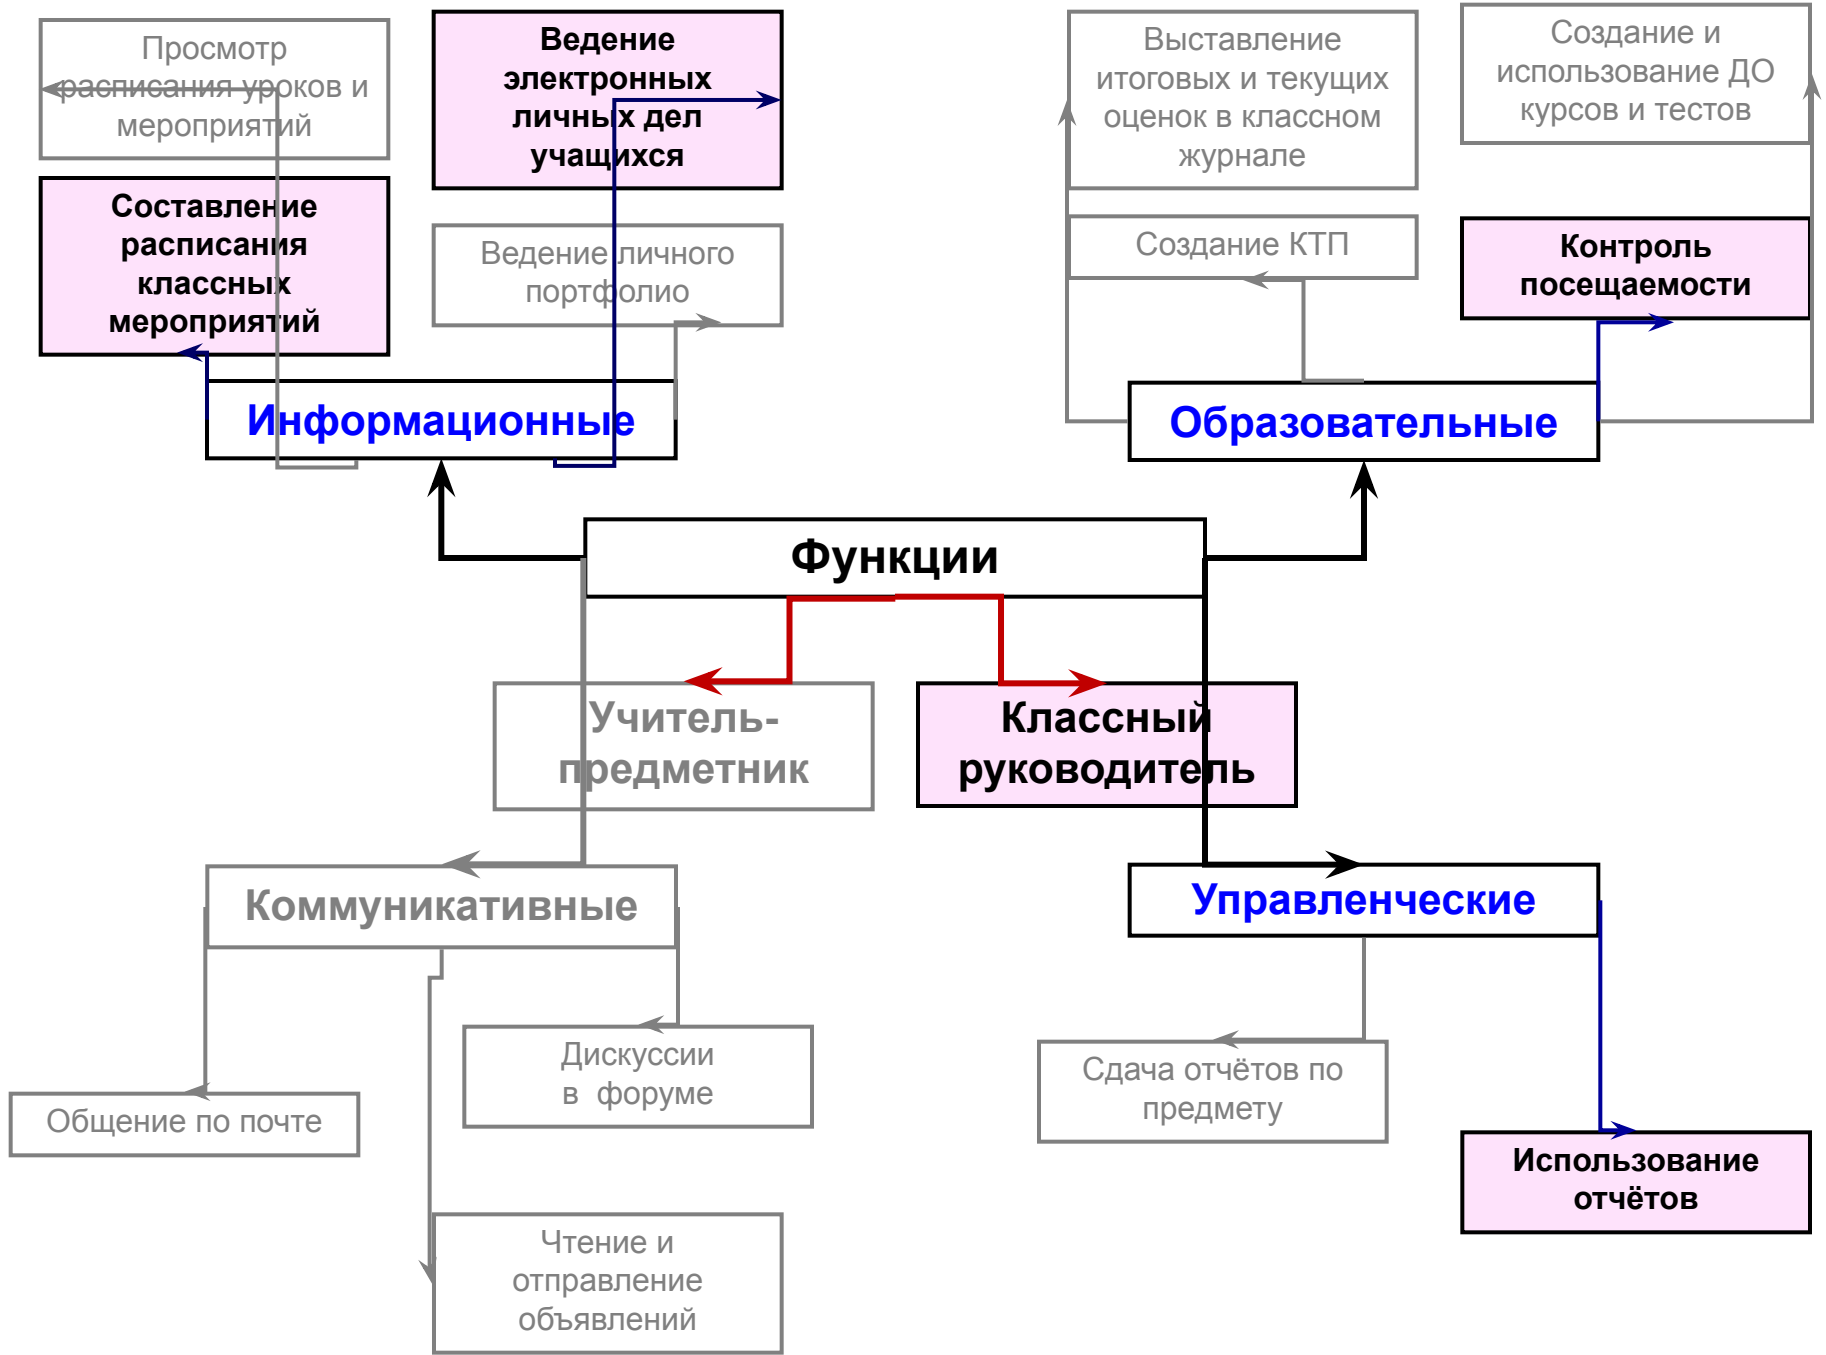 Просмотр
расписания уроков и
мероприятий
Ведение
электронных
личных дел
учащихся
Выставление
итоговых и текущих
оценок в классном
журнале
Создание и
использование ДО
курсов и тестов
Составление
расписания
классных
мероприятий
Ведение личного
портфолио
Создание КТП
Контроль
посещаемости
Информационные
Образовательные
Функции
Учитель-
предметник
Классный
руководитель
Коммуникативные
Управленческие
Общение по почте
Дискуссии
в форуме
Сдача отчётов по
предмету
Чтение и
отправление
объявлений
Использование
отчётов